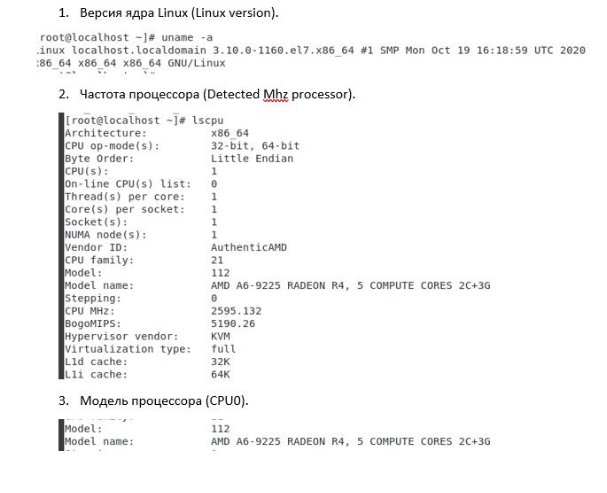 1. Версия ядра Linux (Linux version).
root@localhost ~]# uname -a
inux localhost.localdomain 3.10.0-1160.el7.x86_64 #1 SMP Mon Oct 19 16:18:59 UTC 2020
86_64 x86_64 x86_64 GNU/Linux
2. Частота процессора (Detected Mhz processor).
[root@localhost ~]# lscpu
Architecture: x86_64
CPU op-mode(s): 32-bit, 64-bit
Byte Order: Little Endian
CPU(s): 1
On-line CPU(s) list: 0
Thread(s) per core: 1
Core(s) per socket: 1
Socket(s): 1
NUMA node(s): 1
Vendor ID: AuthenticAMD
CPU family: 21
Model: 112
Model name: AMD A6-9225 RADEON R4, 5 COMPUTE CORES 2C+3G
Stepping: 0
CPU MHz: 2595.132
BogoMIPS: 5190.26
Hypervisor vendor: KVM
Virtualization type: full
L1d cache: 32K
L1i cache: 64K
3. Модель процессора (CPU0).
Model: 112
Model name: AMD A6-9225 RADEON R4, 5 COMPUTE CORES 2C+3G